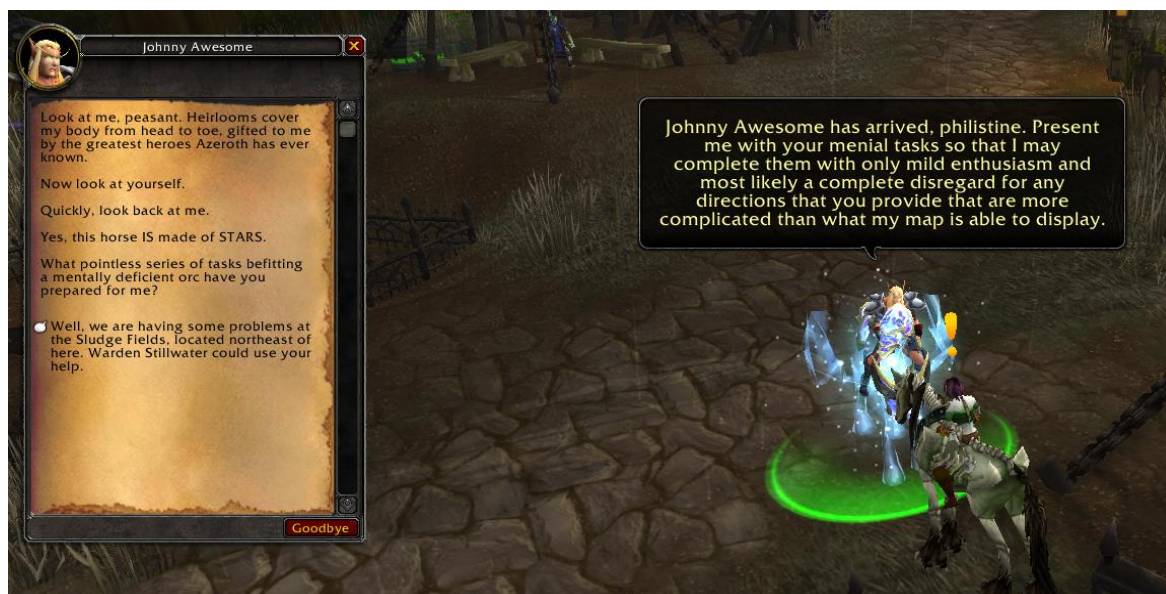 Johnny Awesome
Look at me, peasant. Heirlooms cover
my body from head to toe, gifted to me
by the greatest heroes Azeroth has ever
known.
Now look at yourself.
Quickly, look back at me.
Yes, this horse IS made of STARS.
What pointless series of tasks befitting
a mentally deficient orc have you
prepared for me?
Well, we are having some problems at
the Sludge Fields, located northeast of
here. Warden Stillwater could use your
help.
Goodbye
Johnny Awesome has arrived, philistine. Present
me with your menial tasks so that I may
complete them with only mild enthusiasm and
most likely a complete disregard for any
directions that you provide that are more
complicated than what my map is able to display.